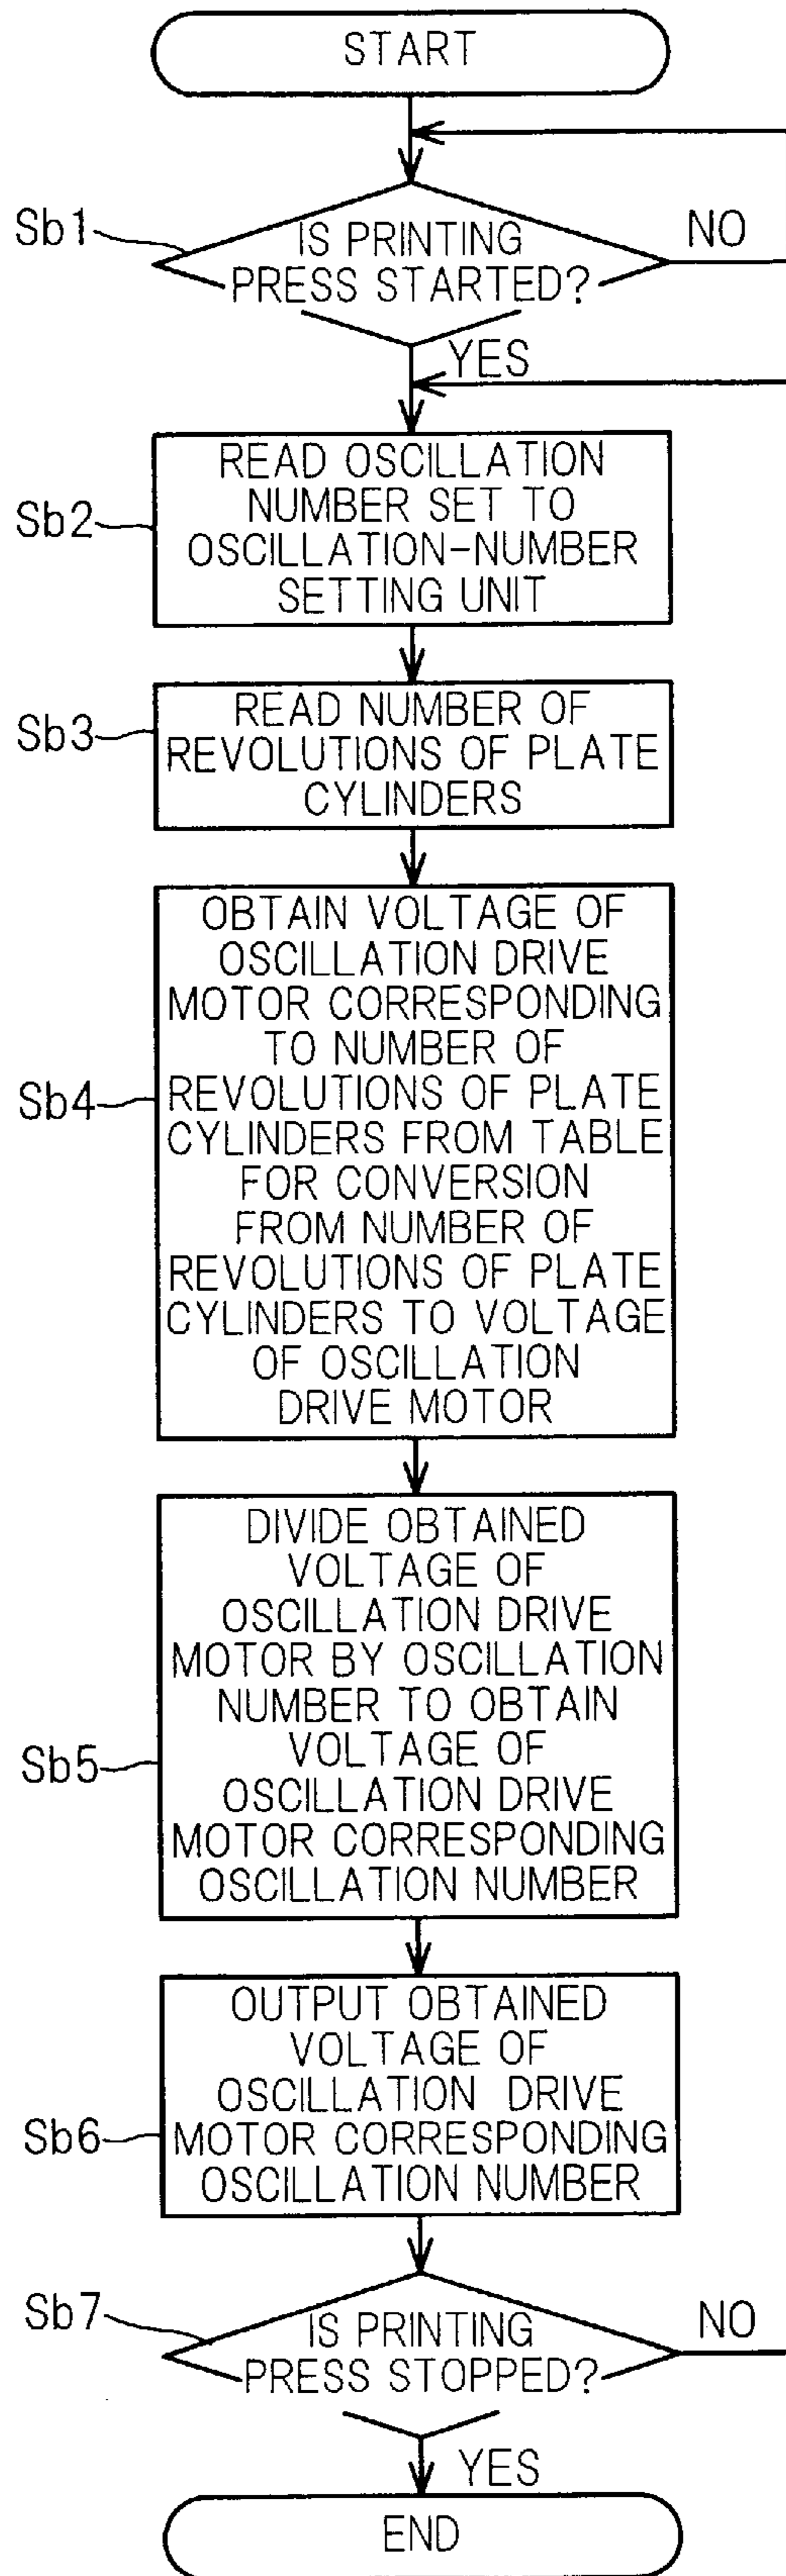 START
Sb1
IS PRINTING
PRESS STARTED?
NO
YES
Sb2
READ OSCILLATION
NUMBER SET TO
OSCILLATION-NUMBER
SETTING UNIT
Sb3
READ NUMBER OF
REVOLUTIONS OF PLATE
CYLINDERS
Sb4
OBTAIN VOLTAGE OF
OSCILLATION DRIVE
MOTOR CORRESPONDING
TO NUMBER OF
REVOLUTIONS OF PLATE
CYLINDERS FROM TABLE
FOR CONVERSION
FROM NUMBER OF
REVOLUTIONS OF PLATE
CYLINDERS TO VOLTAGE
OF OSCILLATION
DRIVE MOTOR
Sb5
DIVIDE OBTAINED
VOLTAGE OF
OSCILLATION DRIVE
MOTOR BY OSCILLATION
NUMBER TO OBTAIN
VOLTAGE OF
OSCILLATION DRIVE
MOTOR CORRESPONDING
OSCILLATION NUMBER
Sb6
OUTPUT OBTAINED
VOLTAGE OF
OSCILLATION DRIVE
MOTOR CORRESPONDING
OSCILLATION NUMBER
Sb7
IS PRINTING
PRESS STOPPED?
NO
YES
END